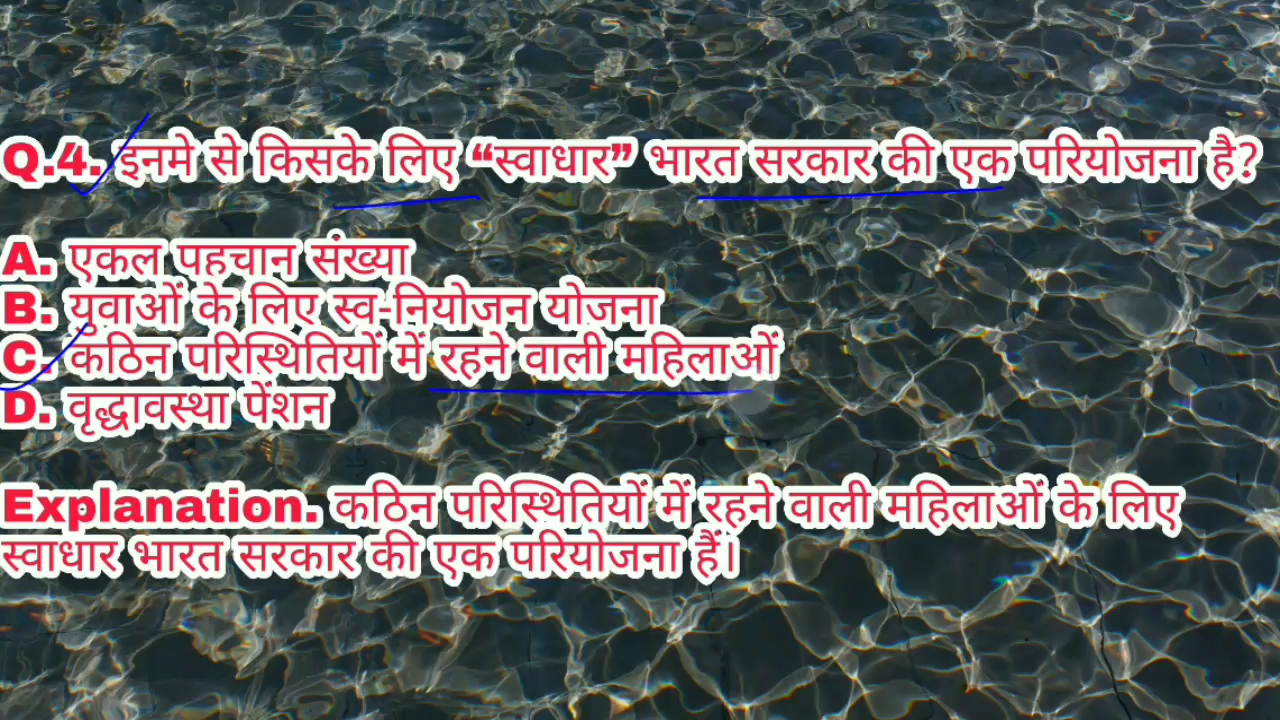 Q.4. इनमे से किसके लिए “स्वाधार” भारत सरकार की एक परियोजना है?
A. एकल पहचान संख्या
B. युवाओं के लिए स्व-नियोजन योजना
C. कठिन परिस्थितियों में रहने वाली महिलाओं
D. वृद्धावस्था पेंशन
Explanation. कठिन परिस्थितियों में रहने वाली महिलाओं के लिए
स्वाधार भारत सरकार की एक परियोजना हैं।